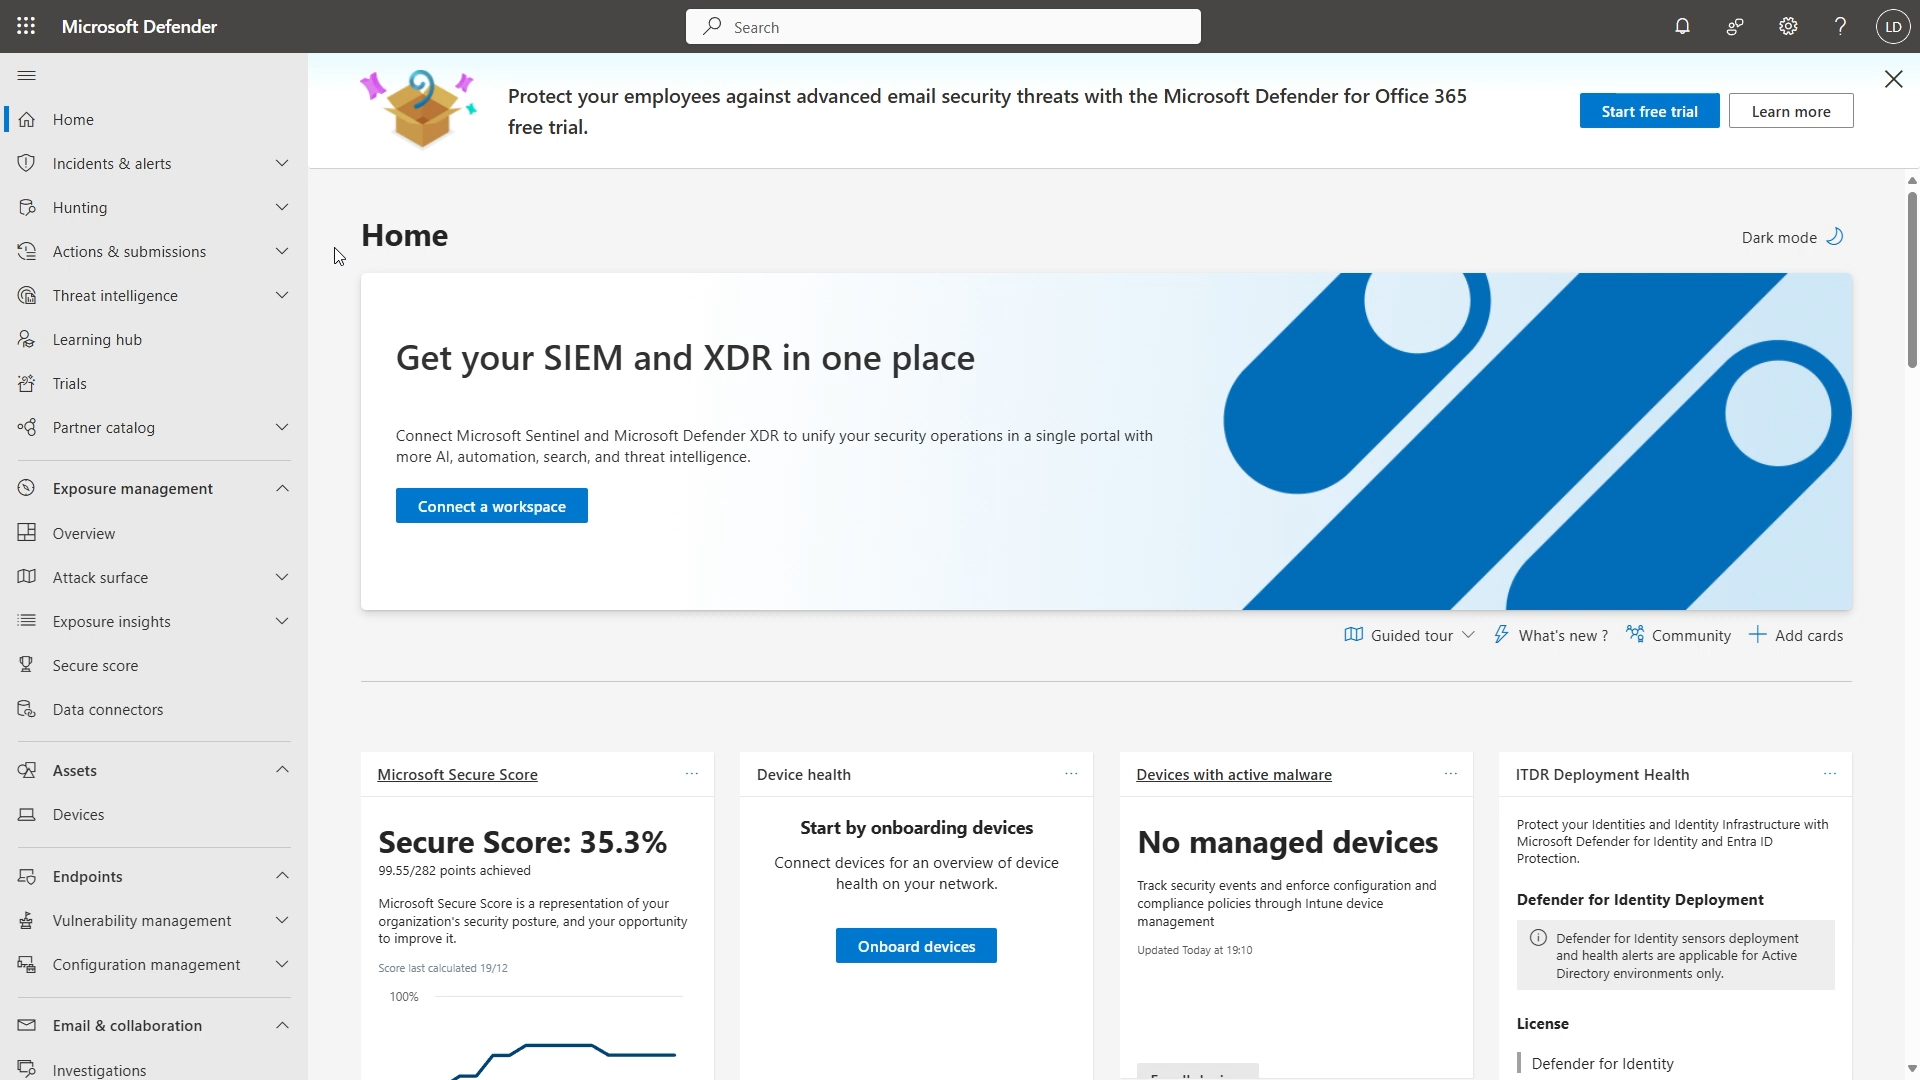 Microsoft Defender
Search
LD
Protect your employees against advanced email security threats with the Microsoft Defender for Office 365
free trial.
Start free trial
Learn more
Home
Incidents & alerts
Hunting
Actions & submissions
Threat intelligence
Learning hub
Trials
Partner catalog
Exposure management
Overview
Attack surface
Exposure insights
Secure score
Data connectors
Assets
Devices
Endpoints
Vulnerability management
Configuration management
Email & collaboration
Investigations
Home
Dark mode
Get your SIEM and XDR in one place
Connect Microsoft Sentinel and Microsoft Defender XDR to unify your security operations in a single portal with
more AI, automation, search, and threat intelligence.
Connect a workspace
Guided tour
What's new ?
Community
Add cards
Microsoft Secure Score
Secure Score: 35.3%
99.55/282 points achieved
Microsoft Secure Score is a representation of your
organization's security posture, and your opportunity
to improve it.
Score last calculated 19/12
100%
Device health
Start by onboarding devices
Connect devices for an overview of device
health on your network.
Onboard devices
Devices with active malware
No managed devices
Track security events and enforce configuration and
compliance policies through Intune device
management
Updated Today at 19:10
ITDR Deployment Health
Protect your Identities and Identity Infrastructure with
Microsoft Defender for Identity and Entra ID
Protection.
Defender for Identity Deployment
Defender for Identity sensors deployment
and health alerts are applicable for Active
Directory environments only.
License
Defender for Identity